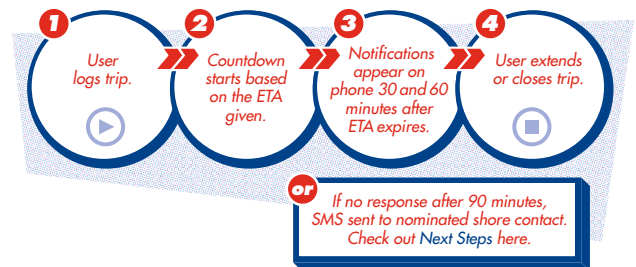 1
User
logs trip.
2
Countdown
starts based
on the ETA
given.
3
Notifications
appear on
phone 30 and 60
minutes after
ETA expires.
4
User extends
or closes trip.
or
If no response after 90 minutes,
SMS sent to nominated shore contact.
Check out Next Steps here.